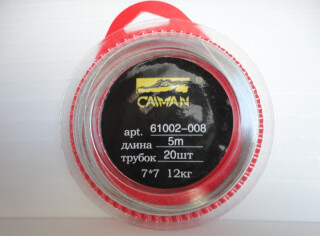 CAIMAN
арт. 61002-008
длина 5m
трубок 20шт
7*7 12кг